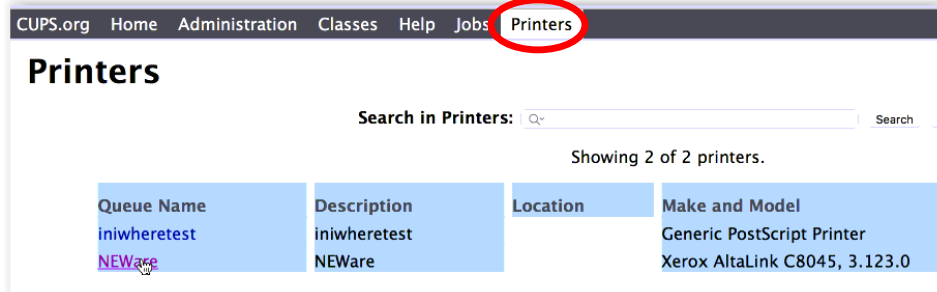 CUPS.org Home Administration Classes Help Jobs Printers
Printers
Search in Printers: Search
Showing 2 of 2 printers.
Queue Name Description Location Make and Model
iniwheretest iniwheretest Generic PostScript Printer
NEWare NEWare Xerox AltaLink C8045, 3.123.0